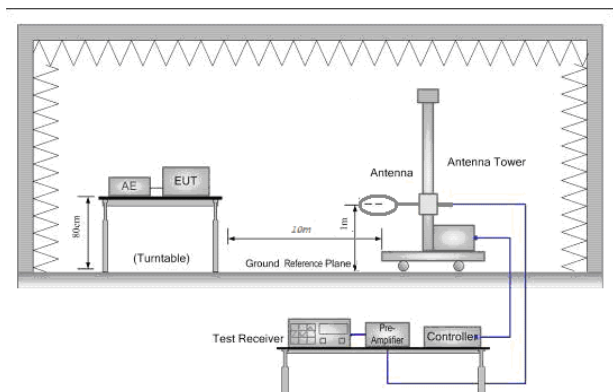 Antenna Tower
Antenna
AE
EUT
80cm
10m
1m
(Turntable)
Ground Reference Plane
Test Receiver
Pre-
Amplifier
Controller